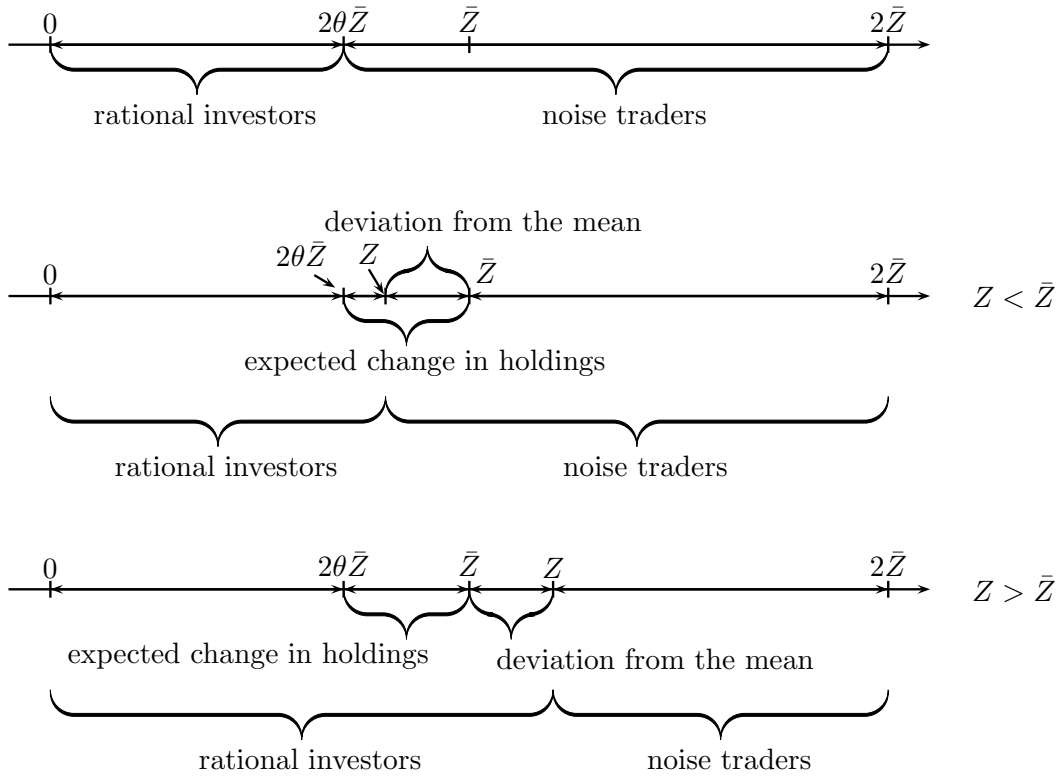 0 2θZ̄ Z̄ 2Z̄
rational investors noise traders
deviation from the mean
0 2θZ̄ Z Z̄ 2Z̄
Z < Z̄
expected change in holdings
rational investors noise traders
0 2θZ̄ Z̄ Z 2Z̄
Z > Z̄
expected change in holdings deviation from the mean
rational investors noise traders